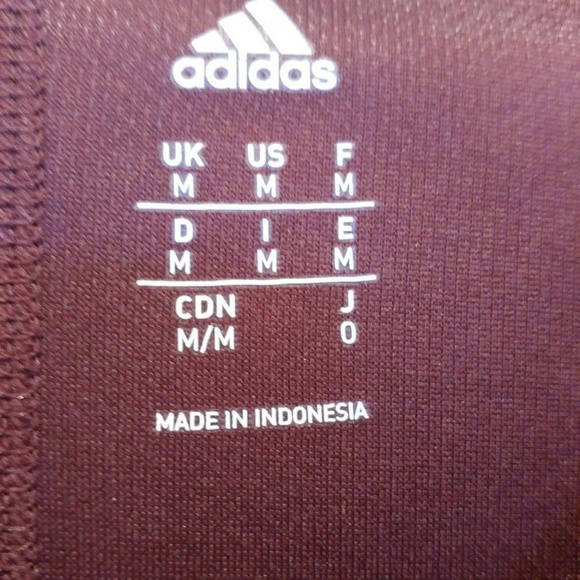 adidas
UK US F
M M M
D I E
M M M
CDN J
M/M O
MADE IN INDONESIA